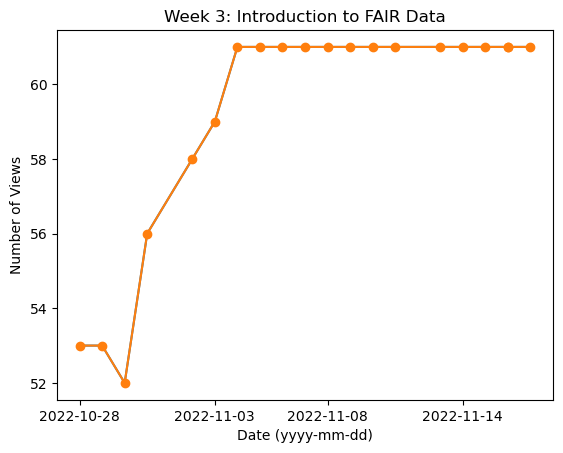 Week 3: Introduction to FAIR Data
Number of Views
60
58
56
54
52
2022-10-28 2022-11-03 2022-11-08 2022-11-14
Date (yyyy-mm-dd)